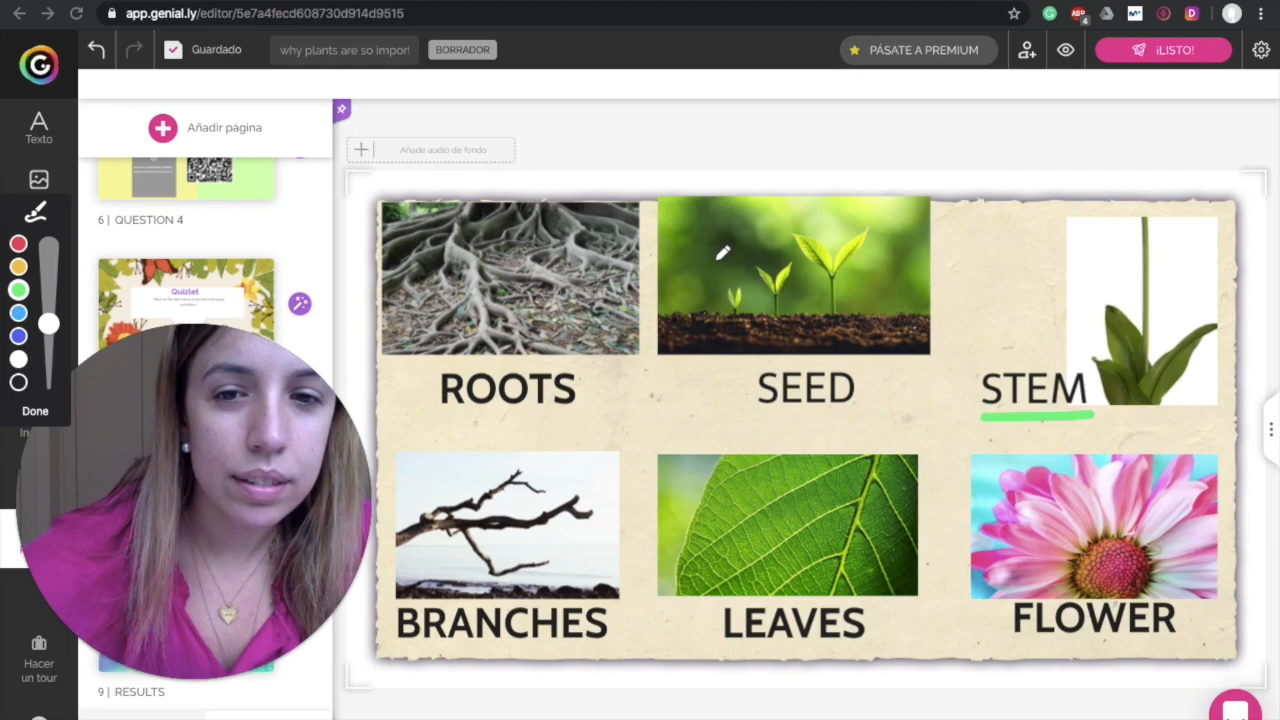 app.genial.ly/editor/5e7a4fecd608730d914d9515
4
Guardado
why plants are so impor
BORRADOR
PÁSATE A PREMIUM
¡LISTO!
Texto
Añadir página
Añade audio de fondo
6 | QUESTION 4
Quizlet
Done
ROOTS
SEED
STEM
BRANCHES
LEAVES
FLOWER
Hacer
un tour
9 | RESULTS